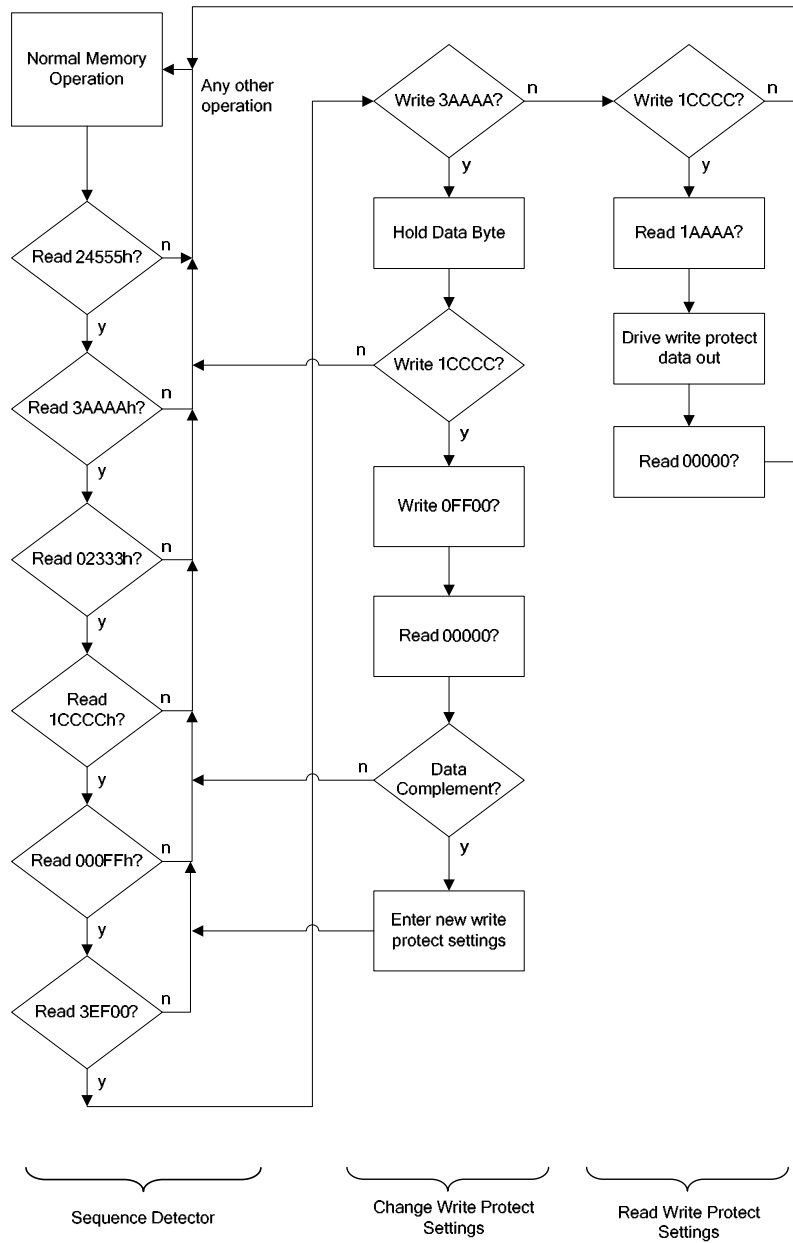 Normal Memory
Operation
Any other
operation
Read 24555h?
n
y
Read 3AAAAh?
n
y
Read 02333h?
n
y
Read
1CCCCh?
n
y
Read 000FFh?
n
y
Read 3EF00?
n
y
Sequence Detector
Write 3AAAA?
n
y
Hold Data Byte
Write 1CCCC?
n
y
Write 0FF00?
Read 00000?
Data
Complement?
n
y
Enter new write
protect settings
Change Write Protect
Settings
Write 1CCCC?
n
y
Read 1AAAA?
Drive write protect
data out
Read 00000?
Read Write Protect
Settings